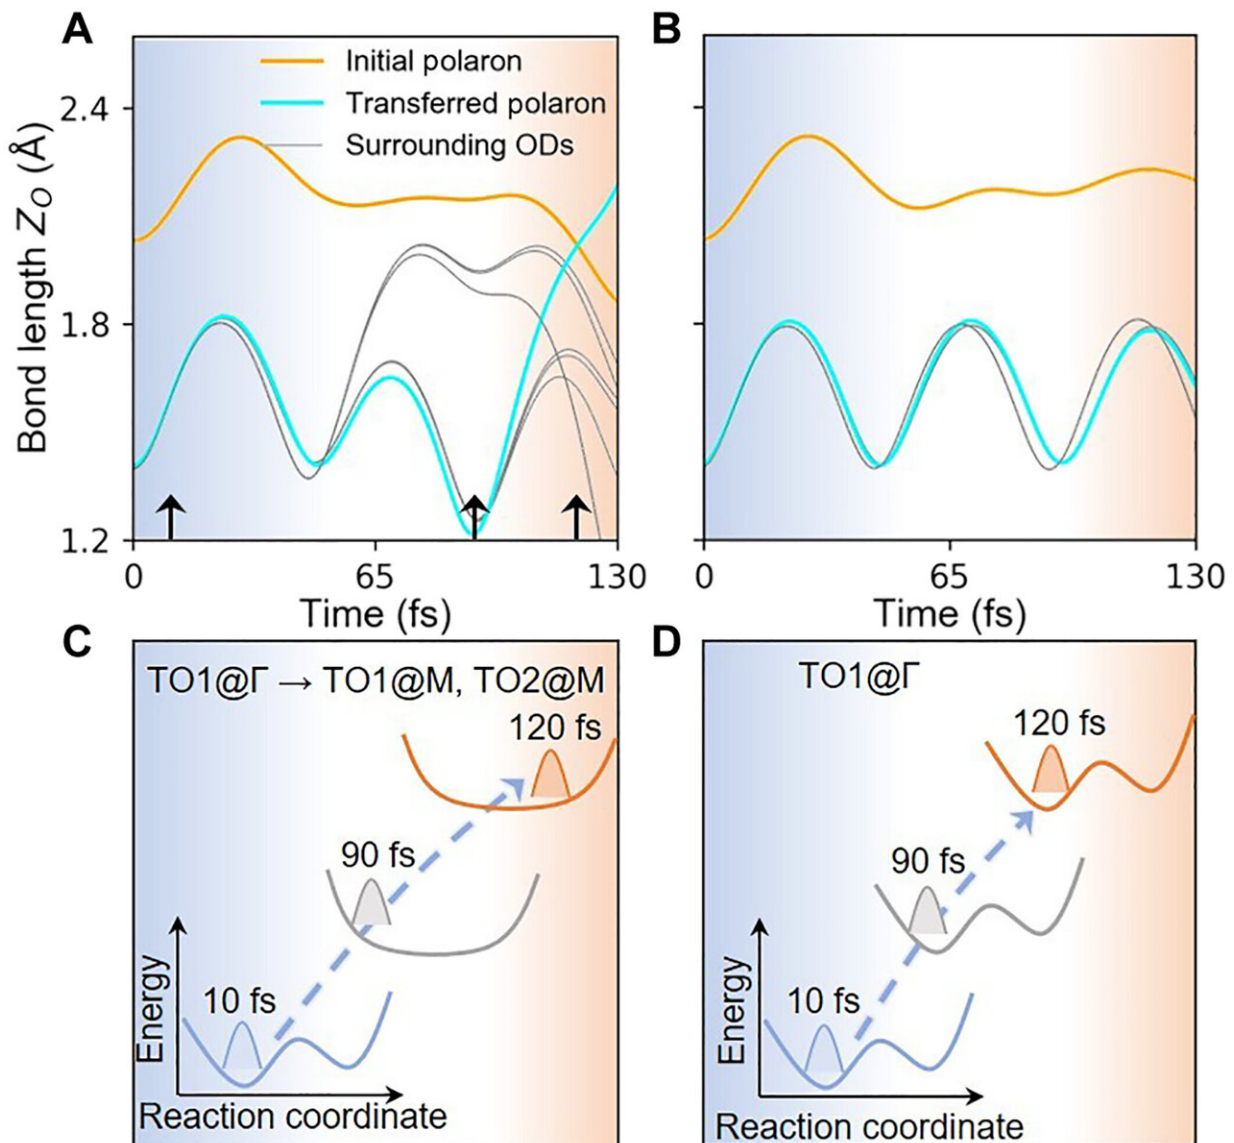 A
B
Initial polaron
Transferred polaron
Surrounding ODs
2.4
1.8
1.2
Bond length Z_O (Å)
0
65
130
Time (fs)
0
65
130
Time (fs)
C
D
TO1@Γ → TO1@M, TO2@M
120 fs
90 fs
10 fs
Energy
Reaction coordinate
TO1@Γ
120 fs
90 fs
10 fs
Energy
Reaction coordinate